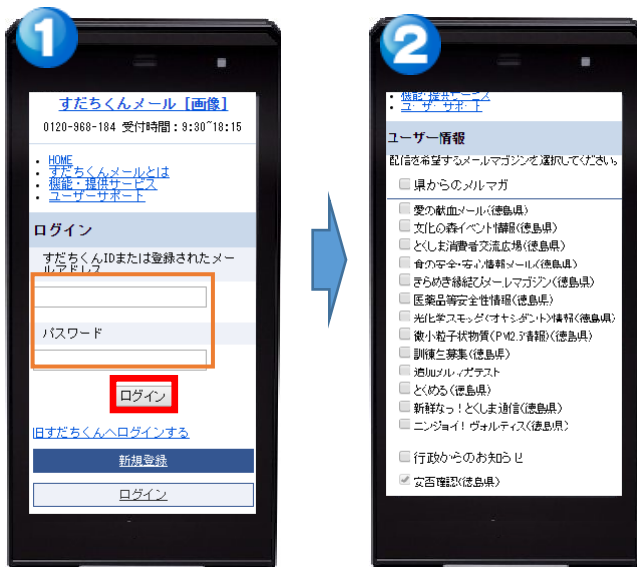 1
すだちくんメール [画像]
0120-968-184 受付時間：9:30~18:15
・ HOME
・ すだちくんメールとは
・ 機能・提供サービス
・ ユーザーサポート
ログイン
すだちくんIDまたは登録されたメー
ルアドレス
パスワード
ログイン
旧すだちくんへログインする
新規登録
ログイン
2
・ 機能・提供サービス
・ ユーザーサポート
ユーザー情報
配信を希望するメールマガジンを選択してください。
県からのメルマガ
愛の献血メール(徳島県)
文化の森イベント情報(徳島県)
とくしま消費者交流広場(徳島県)
食の安全・安心情報メール(徳島県)
きらめき縁結びメールマガジン(徳島県)
医薬品等安全性情報(徳島県)
光化学スモッグ(オキシダント)情報(徳島県)
微小粒子状物質(PM2.5情報)(徳島県)
訓練生募集(徳島県)
追加メルマガテスト
とくめる(徳島県)
新鮮なっ！とくしま通信(徳島県)
ニンジョイ！ヴォルティス(徳島県)
行政からのお知らせ
安否確認(徳島県)